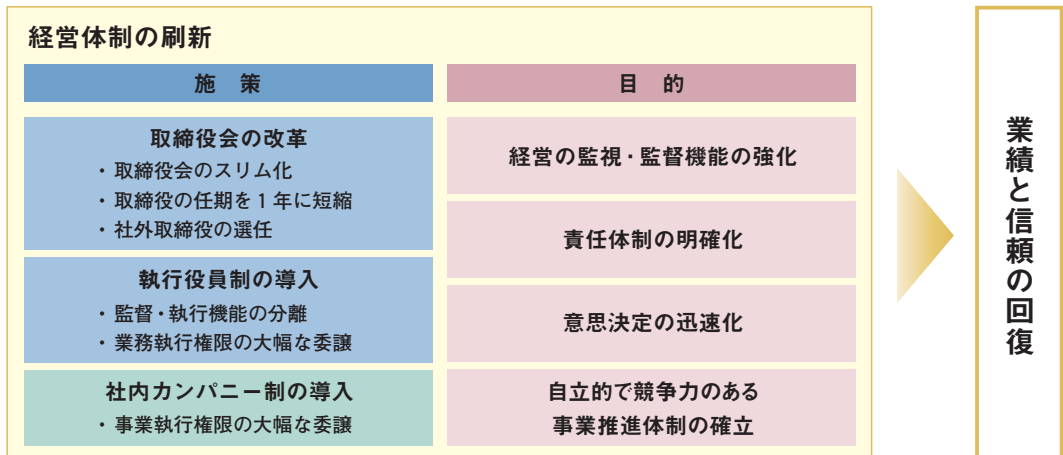 経営体制の刷新
施　策
取締役会の改革
・取締役会のスリム化
・取締役の任期を1年に短縮
・社外取締役の選任
執行役員制の導入
・監督・執行機能の分離
・業務執行権限の大幅な委譲
社内カンパニー制の導入
・事業執行権限の大幅な委譲
目　的
経営の監視・監督機能の強化
責任体制の明確化
意思決定の迅速化
自立的で競争力のある
事業推進体制の確立
業績と信頼の回復